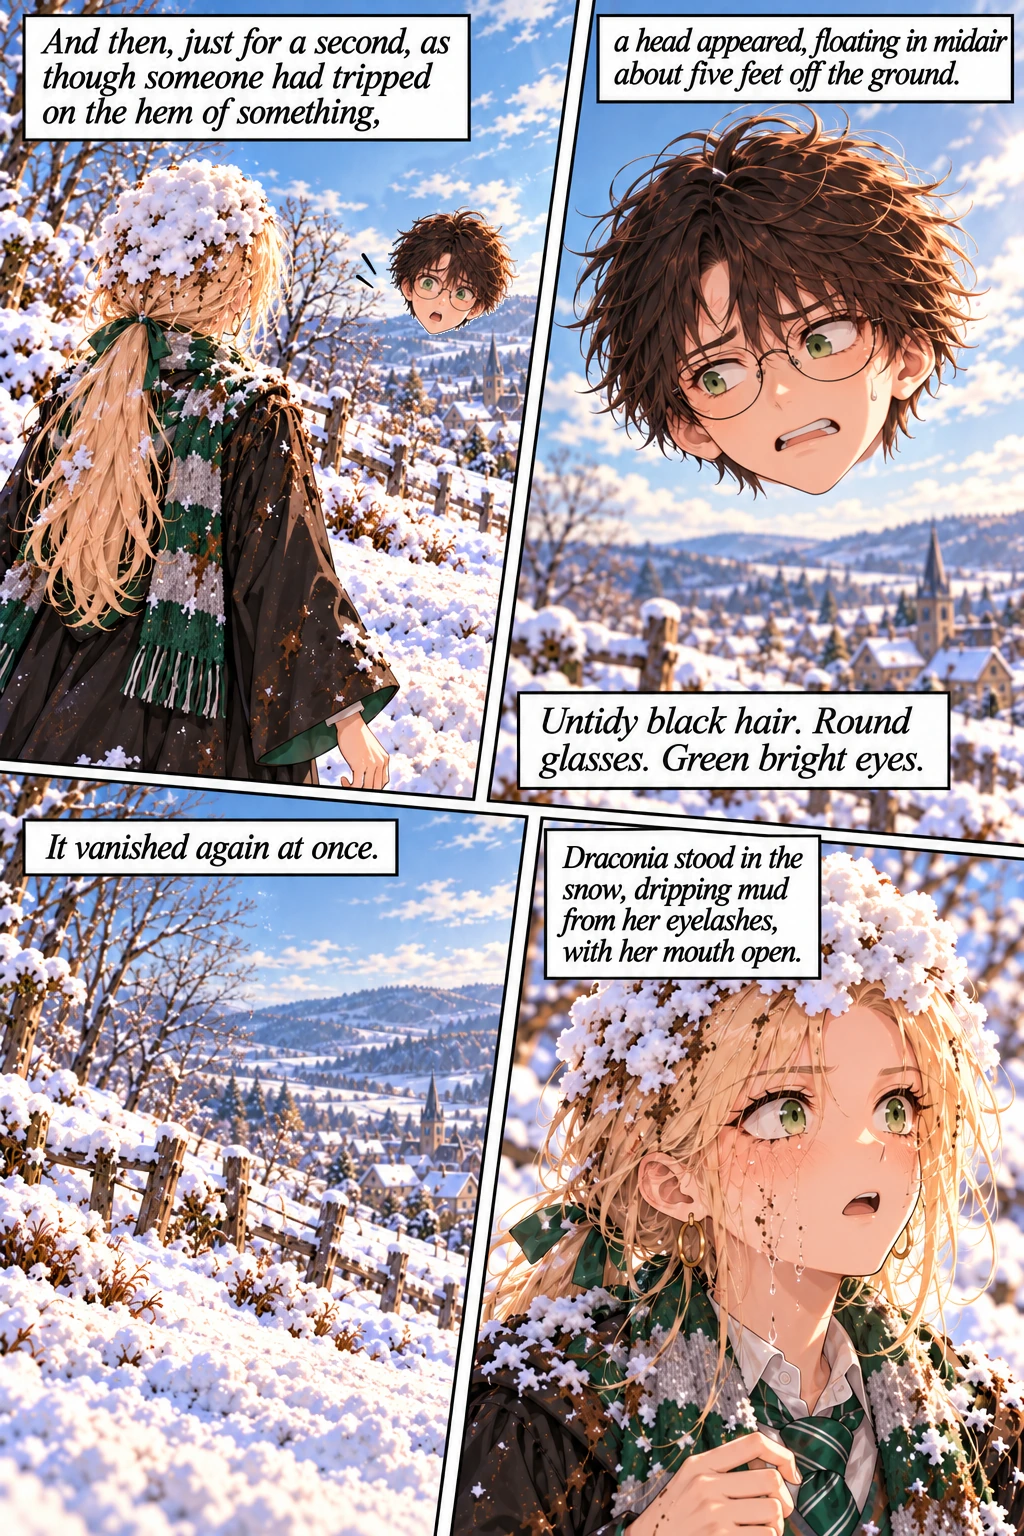 And then, just for a second, as
though someone had tripped
on the hem of something,
a head appeared, floating in midair
about five feet off the ground.
Untidy black hair. Round
glasses. Green bright eyes.
It vanished again at once.
Draconia stood in the
snow, dripping mud
from her eyelashes,
with her mouth open.